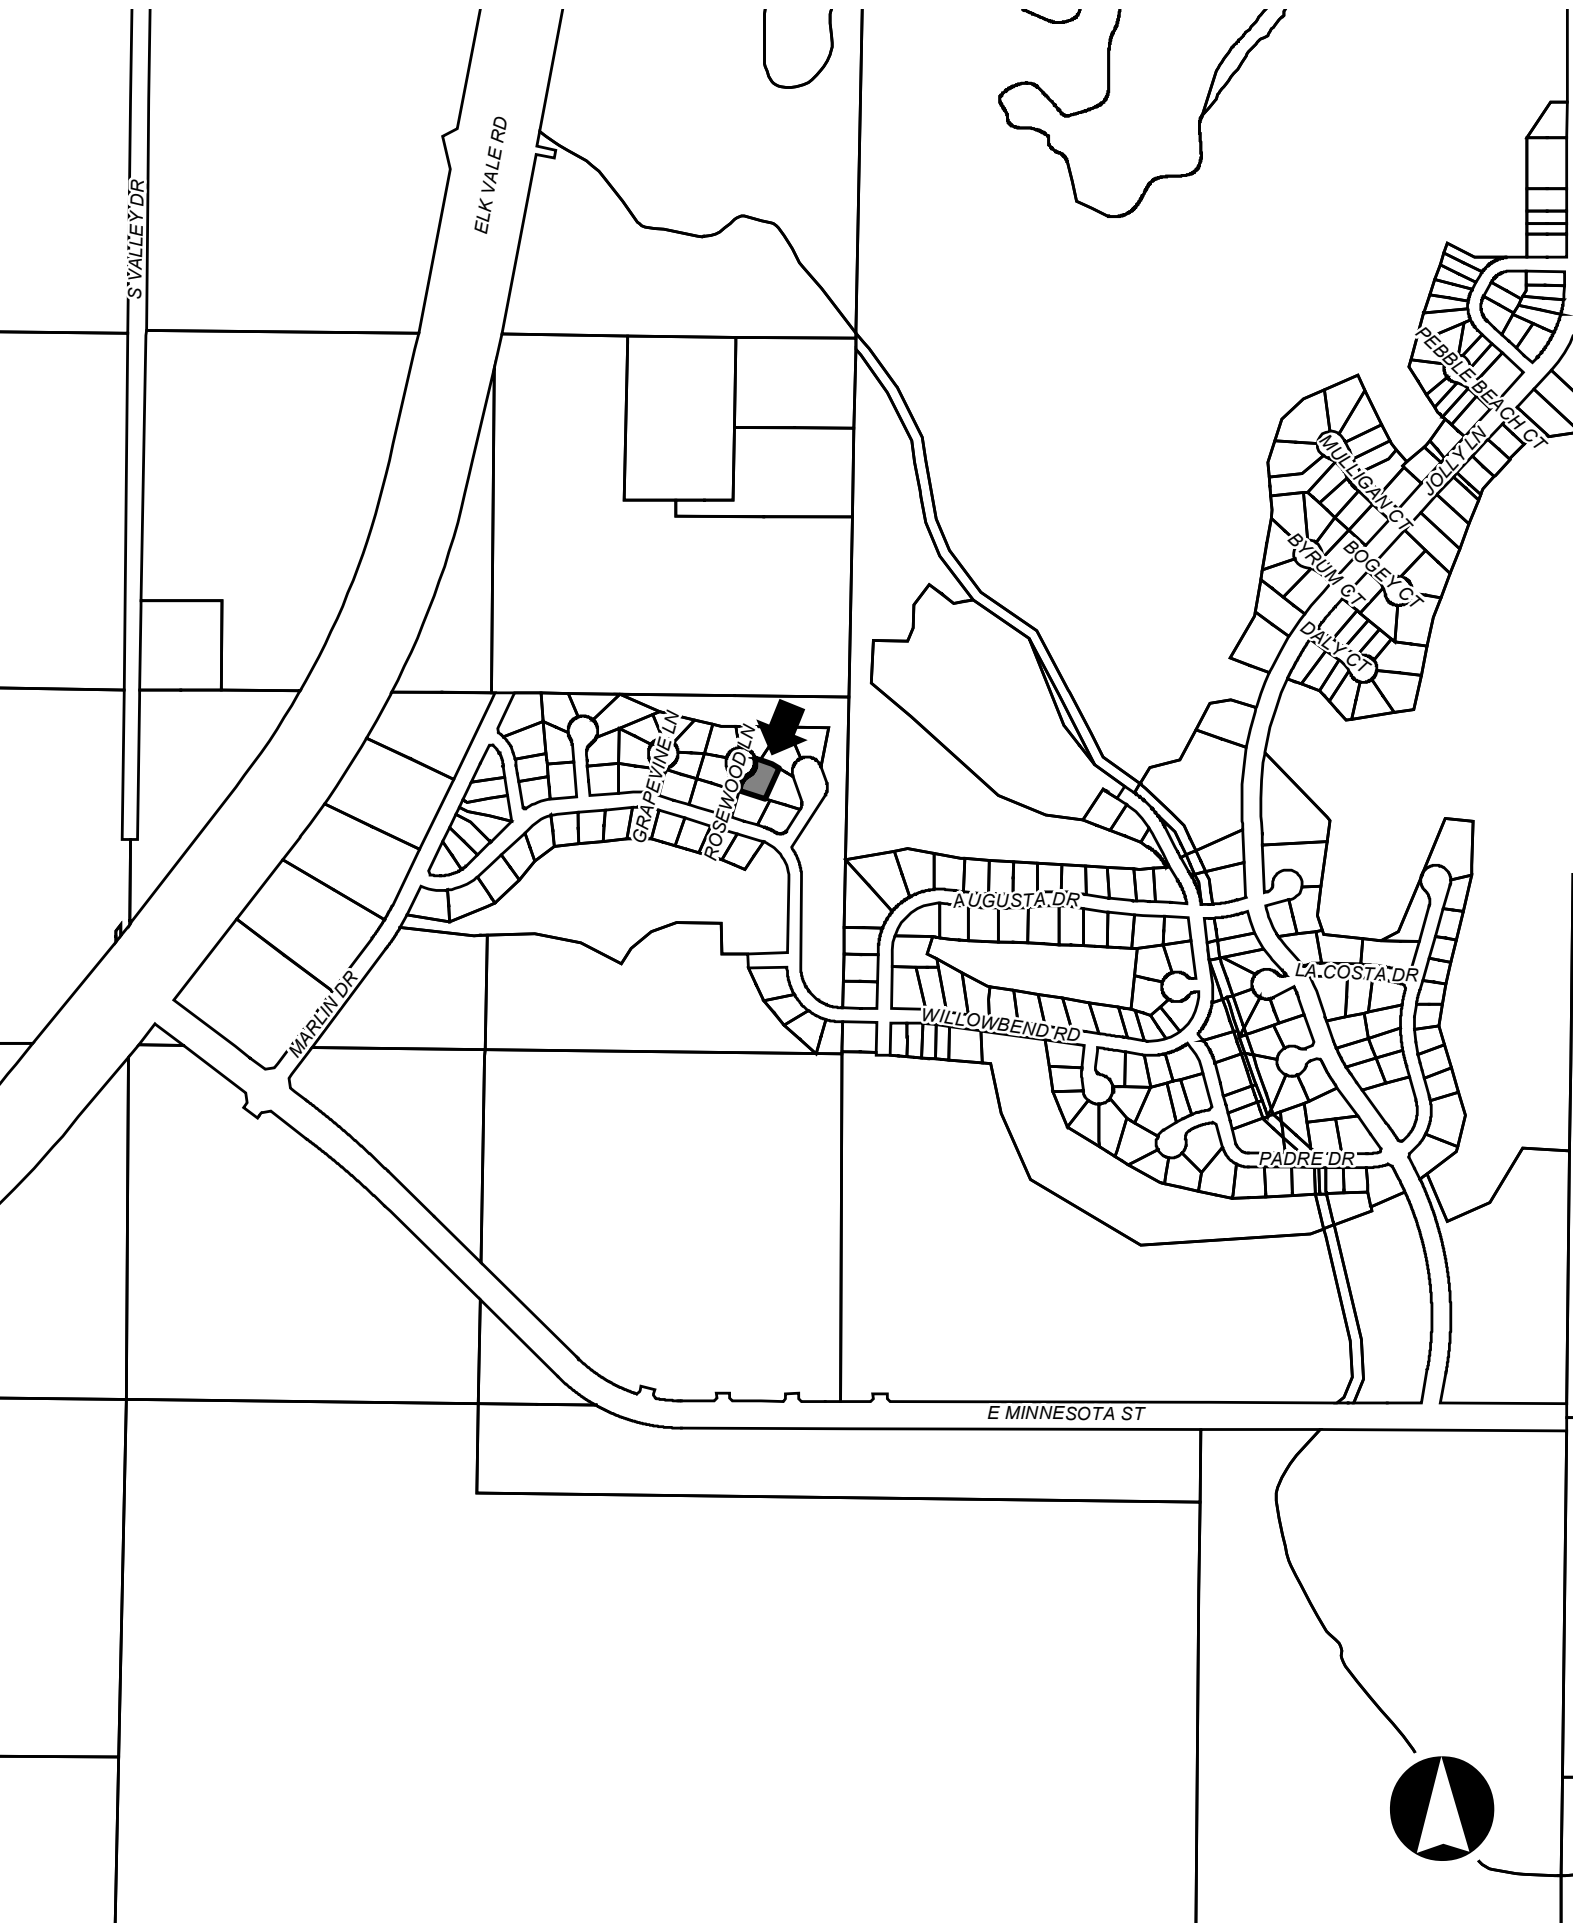 ELK VALE RD
S VALLEY DR
PEBBLE BEACH CT
JOLLY LN
MULLIGAN CT
BOGEY CT
BYRUM CT
DALY CT
GRAPEVINE LN
ROSEWOOD LN
AUGUSTA DR
LA COSTA DR
MARLIN DR
WILLOWBEND RD
PADRE DR
E MINNESOTA ST